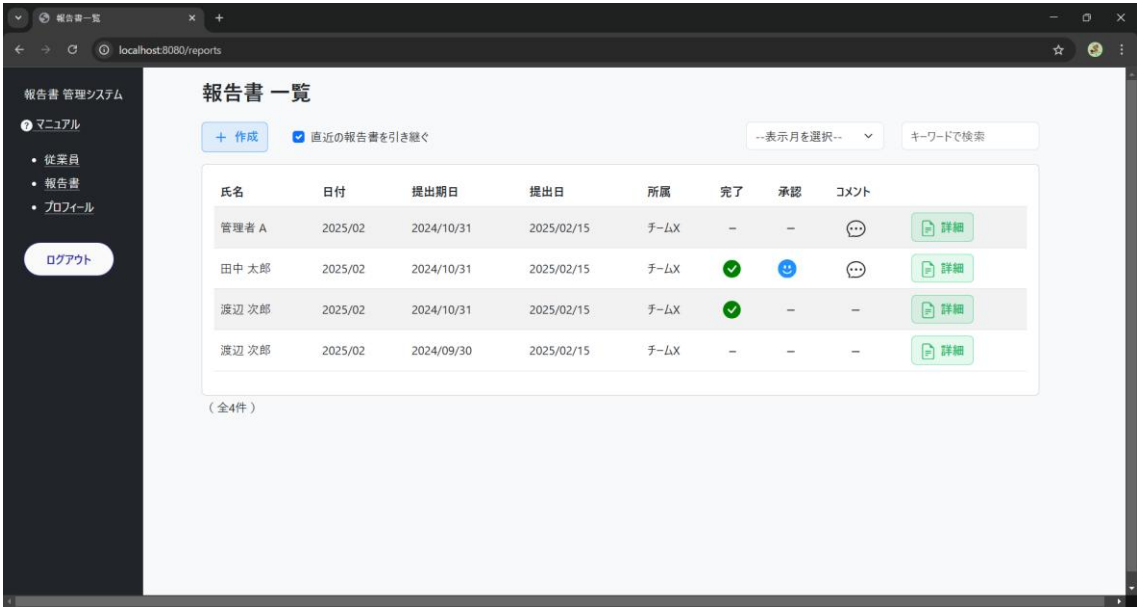 報告書一覧
localhost:8080/reports
報告書 管理システム
マニュアル
従業員
報告書
プロフィール
ログアウト
報告書 一覧
+ 作成 直近の報告書を引き継ぐ --表示月を選択-- キーワードで検索
氏名 日付 提出期日 提出日 所属 完了 承認 コメント
管理者 A 2025/02 2024/10/31 2025/02/15 チームX – – 詳細
田中 太郎 2025/02 2024/10/31 2025/02/15 チームX 詳細
渡辺 次郎 2025/02 2024/10/31 2025/02/15 チームX – – 詳細
渡辺 次郎 2025/02 2024/09/30 2025/02/15 チームX – – – 詳細
( 全4件 )